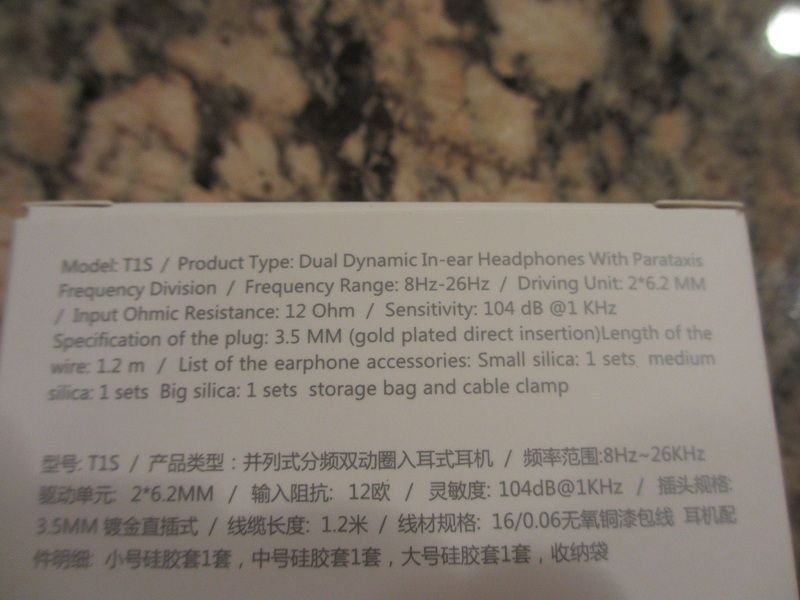 Model: T1S / Product Type: Dual Dynamic In-ear Headphones With Parataxis
Frequency Division / Frequency Range: 8Hz-26Hz / Driving Unit: 2*6.2 MM
/ Input Ohmic Resistance: 12 Ohm / Sensitivity: 104 dB @1 KHz
Specification of the plug: 3.5 MM (gold plated direct insertion)Length of the
wire: 1.2 m / List of the earphone accessories: Small silica: 1 sets medium
silica: 1 sets Big silica: 1 sets storage bag and cable clamp
型号: T1S / 产品类型：并列式分频双动圈入耳式耳机 / 频率范围:8Hz~26KHz
驱动单元: 2*6.2MM / 输入阻抗: 12欧 / 灵敏度: 104dB@1KHz / 插头规格:
3.5MM 镀金直插式 / 线缆长度: 1.2米 / 线材规格: 16/0.06无氧铜漆包线 耳机配
件明细: 小号硅胶套1套，中号硅胶套1套，大号硅胶套1套，收纳袋